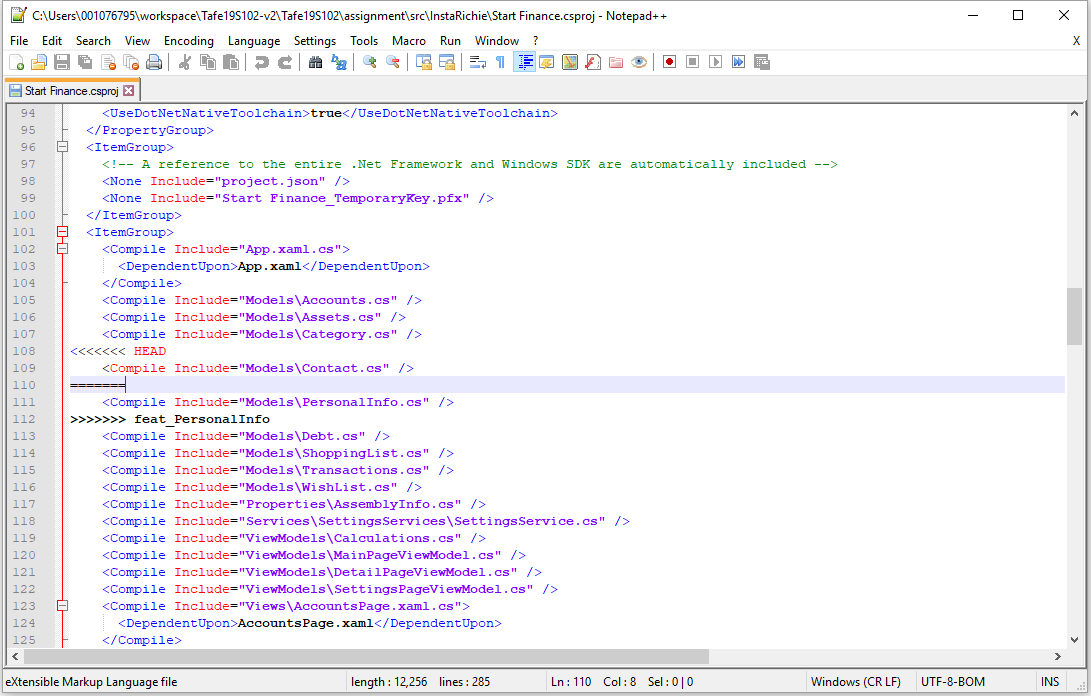 C:\Users\001076795\workspace\Tafe19S102-v2\Tafe19S102\assignment\src\InstaRichie\Start Finance.csproj - Notepad++
File Edit Search View Encoding Language Settings Tools Macro Run Window ? X
Start Finance.csproj
94 <UseDotNetNativeToolchain>true</UseDotNetNativeToolchain>
95 </PropertyGroup>
96 <ItemGroup>
97 <!-- A reference to the entire .Net Framework and Windows SDK are automatically included -->
98 <None Include="project.json" />
99 <None Include="Start Finance_TemporaryKey.pfx" />
100 </ItemGroup>
101 <ItemGroup>
102 <Compile Include="App.xaml.cs">
103 <DependentUpon>App.xaml</DependentUpon>
104 </Compile>
105 <Compile Include="Models\Accounts.cs" />
106 <Compile Include="Models\Assets.cs" />
107 <Compile Include="Models\Category.cs" />
108 <<<<<<< HEAD
109 <Compile Include="Models\Contact.cs" />
110 =======
111 <Compile Include="Models\PersonalInfo.cs" />
112 >>>>>>> feat_PersonalInfo
113 <Compile Include="Models\Debt.cs" />
114 <Compile Include="Models\ShoppingList.cs" />
115 <Compile Include="Models\Transactions.cs" />
116 <Compile Include="Models\WishList.cs" />
117 <Compile Include="Properties\AssemblyInfo.cs" />
118 <Compile Include="Services\SettingsServices\SettingsService.cs" />
119 <Compile Include="ViewModels\Calculations.cs" />
120 <Compile Include="ViewModels\MainPageViewModel.cs" />
121 <Compile Include="ViewModels\DetailPageViewModel.cs" />
122 <Compile Include="ViewModels\SettingsPageViewModel.cs" />
123 <Compile Include="Views\AccountsPage.xaml.cs">
124 <DependentUpon>AccountsPage.xaml</DependentUpon>
125 </Compile>
eXtensible Markup Language file length : 12,256 lines : 285 Ln : 110 Col : 8 Sel : 0 | 0 Windows (CR LF) UTF-8-BOM INS